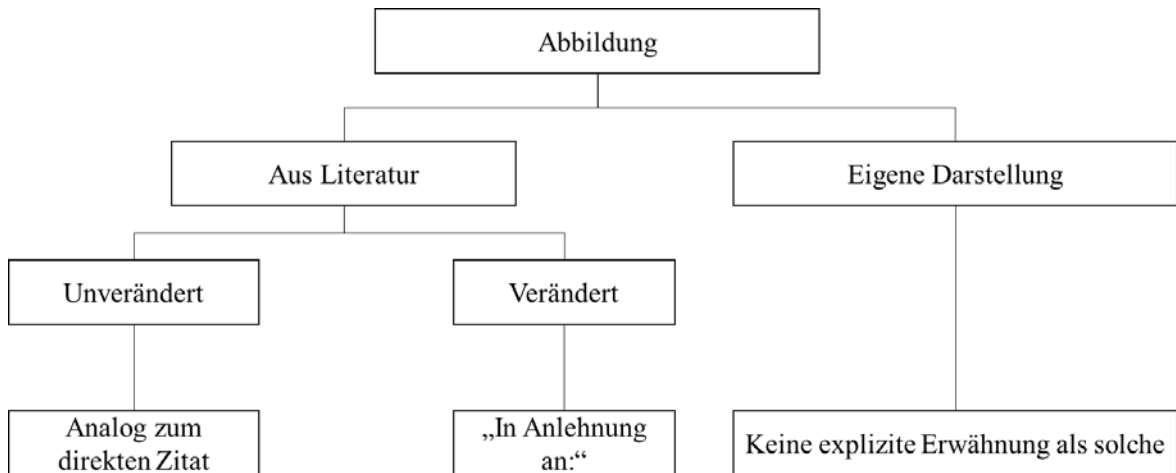 Abbildung
Aus Literatur
Eigene Darstellung
Unverändert
Verändert
Analog zum
direkten Zitat
„In Anlehnung
an:“
Keine explizite Erwähnung als solche